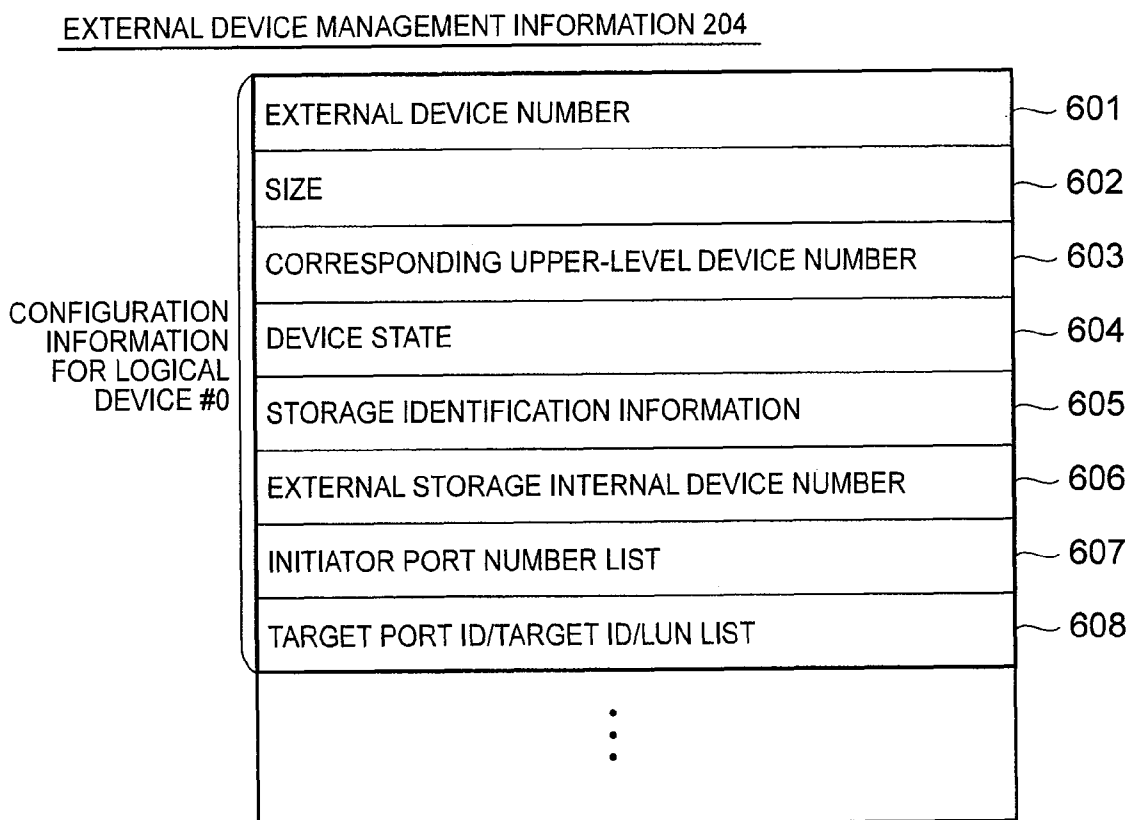 EXTERNAL DEVICE MANAGEMENT INFORMATION 204
EXTERNAL DEVICE NUMBER 601
SIZE 602
CORRESPONDING UPPER-LEVEL DEVICE NUMBER 603
DEVICE STATE 604
STORAGE IDENTIFICATION INFORMATION 605
EXTERNAL STORAGE INTERNAL DEVICE NUMBER 606
INITIATOR PORT NUMBER LIST 607
TARGET PORT ID/TARGET ID/LUN LIST 608
CONFIGURATION
INFORMATION
FOR LOGICAL
DEVICE #0